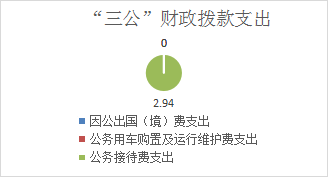 “三公”财政拨款支出
0
2.94
因公出国（境）费支出
公务用车购置及运行维护费支出
公务接待费支出